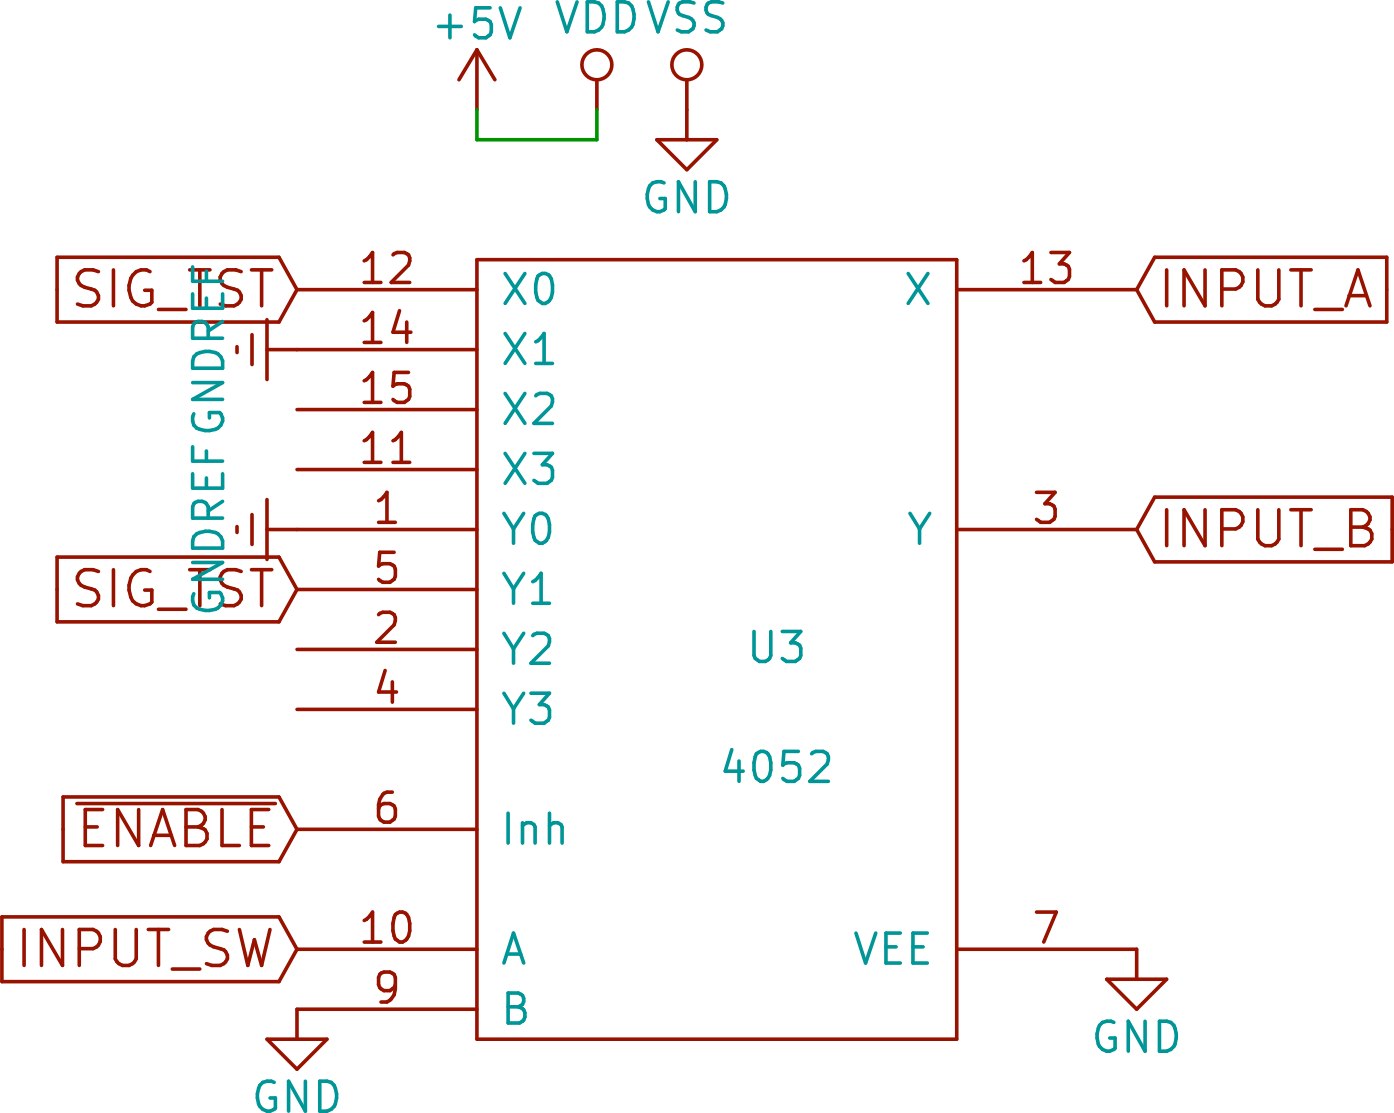 +5V VDD VSS
GND
SIG_TST 12 X0 X 13 INPUT_A
GNDREF 14 X1
15 X2
11 X3
GNDREF 1 Y0 Y 3 INPUT_B
SIG_TST 5 Y1
2 Y2 U3
4 Y3
4052
ENABLE 6 Inh
INPUT_SW 10 A VEE 7
9 B
GND
GND